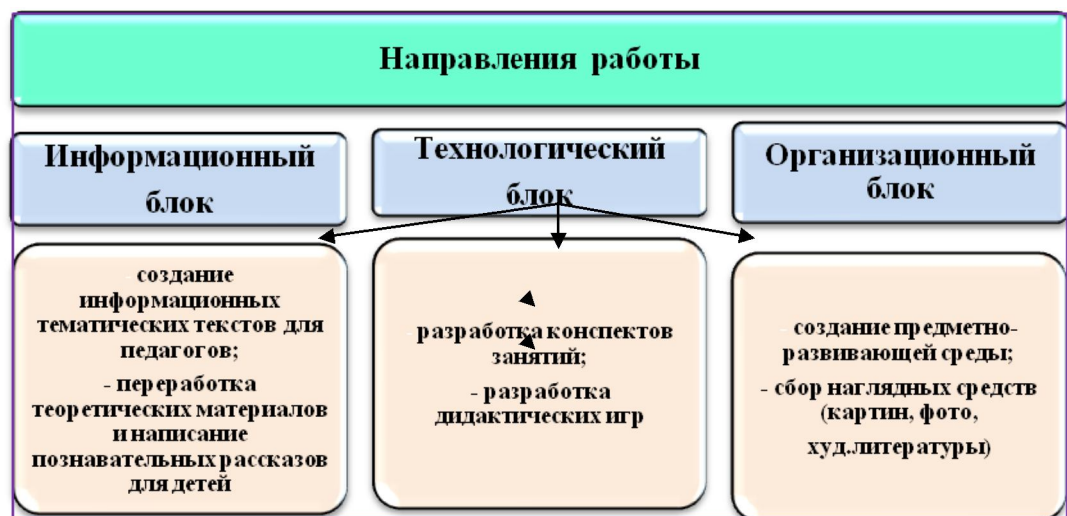 Направления работы
Информационный
блок
создание
информационных
тематических текстов для
педагогов;
- переработка
теоретических материалов
и написание
познавательных рассказов
для детей
Технологический
блок
разработка конспектов
занятий;
- разработка
дидактических игр
Организационный
блок
создание предметно-
развивающей среды;
- сбор наглядных средств
(картин, фото,
худ.литературы)